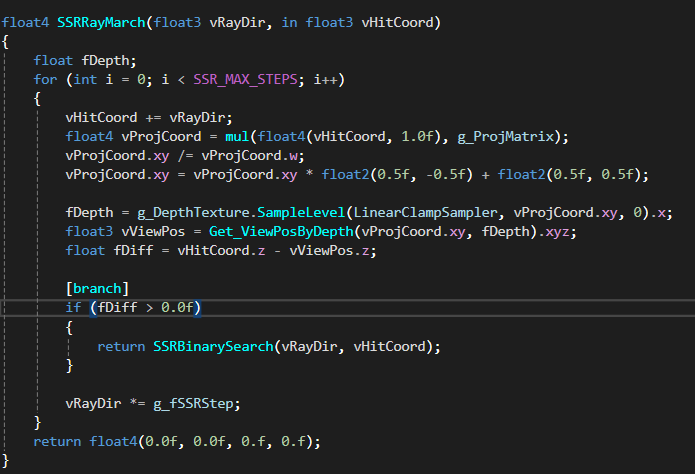 float4 SSRRayMarch(float3 vRayDir, in float3 vHitCoord)
{
    float fDepth;
    for (int i = 0; i < SSR_MAX_STEPS; i++)
    {
        vHitCoord += vRayDir;
        float4 vProjCoord = mul(float4(vHitCoord, 1.0f), g_ProjMatrix);
        vProjCoord.xy /= vProjCoord.w;
        vProjCoord.xy = vProjCoord.xy * float2(0.5f, -0.5f) + float2(0.5f, 0.5f);

        fDepth = g_DepthTexture.SampleLevel(LinearClampSampler, vProjCoord.xy, 0).x;
        float3 vViewPos = Get_ViewPosByDepth(vProjCoord.xy, fDepth).xyz;
        float fDiff = vHitCoord.z - vViewPos.z;

        [branch]
        if (fDiff > 0.0f)
        {
            return SSRBinarySearch(vRayDir, vHitCoord);
        }

        vRayDir *= g_fSSRStep;
    }
    return float4(0.0f, 0.0f, 0.f, 0.f);
}